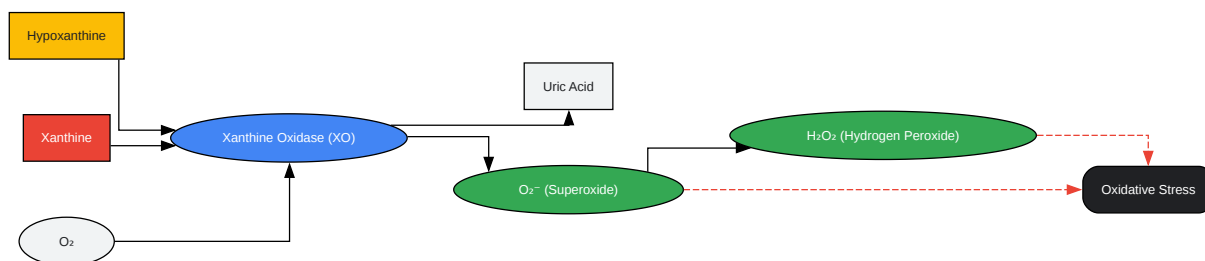 Hypoxanthine
Uric Acid
Xanthine
Xanthine Oxidase (XO)
H₂O₂ (Hydrogen Peroxide)
O₂⁻ (Superoxide)
Oxidative Stress
O₂